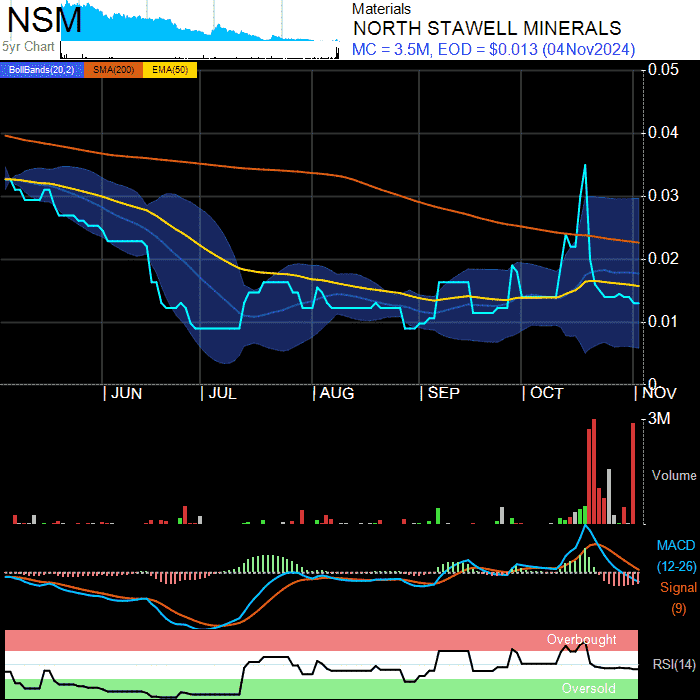 NSM
5yr Chart
Materials
NORTH STAWELL MINERALS
MC = 3.5M, EOD = $0.013 (04Nov2024)
BollBands(20,2) SMA(200) EMA(50)
0.05
0.04
0.03
0.02
0.01
0
JUN JUL AUG SEP OCT NOV
3M
Volume
MACD
(12-26)
Signal
(9)
Overbought
RSI(14)
Oversold